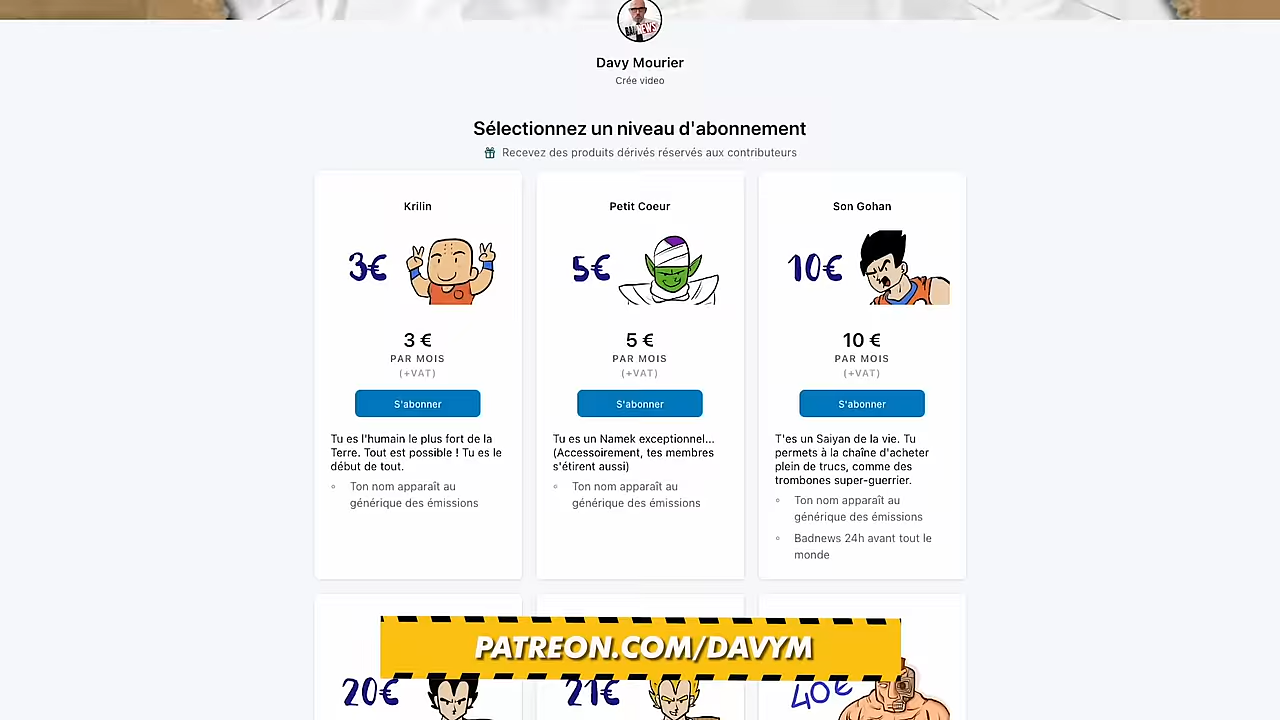 BADNEWS
Davy Mourier
Crée video
Sélectionnez un niveau d'abonnement
Recevez des produits dérivés réservés aux contributeurs
Krilin
3€
3 €
PAR MOIS
(+VAT)
S'abonner
Tu es l'humain le plus fort de la
Terre. Tout est possible ! Tu es le
début de tout.
Ton nom apparaît au
générique des émissions
Petit Coeur
5€
5 €
PAR MOIS
(+VAT)
S'abonner
Tu es un Namek exceptionnel...
(Accessoirement, tes membres
s'étirent aussi)
Ton nom apparaît au
générique des émissions
Son Gohan
10€
10 €
PAR MOIS
(+VAT)
S'abonner
T'es un Saiyan de la vie. Tu
permets à la chaîne d'acheter
plein de trucs, comme des
trombones super-guerrier.
Ton nom apparaît au
générique des émissions
Badnews 24h avant tout le
monde
PATREON.COM/DAVYM
20€
21€
40€